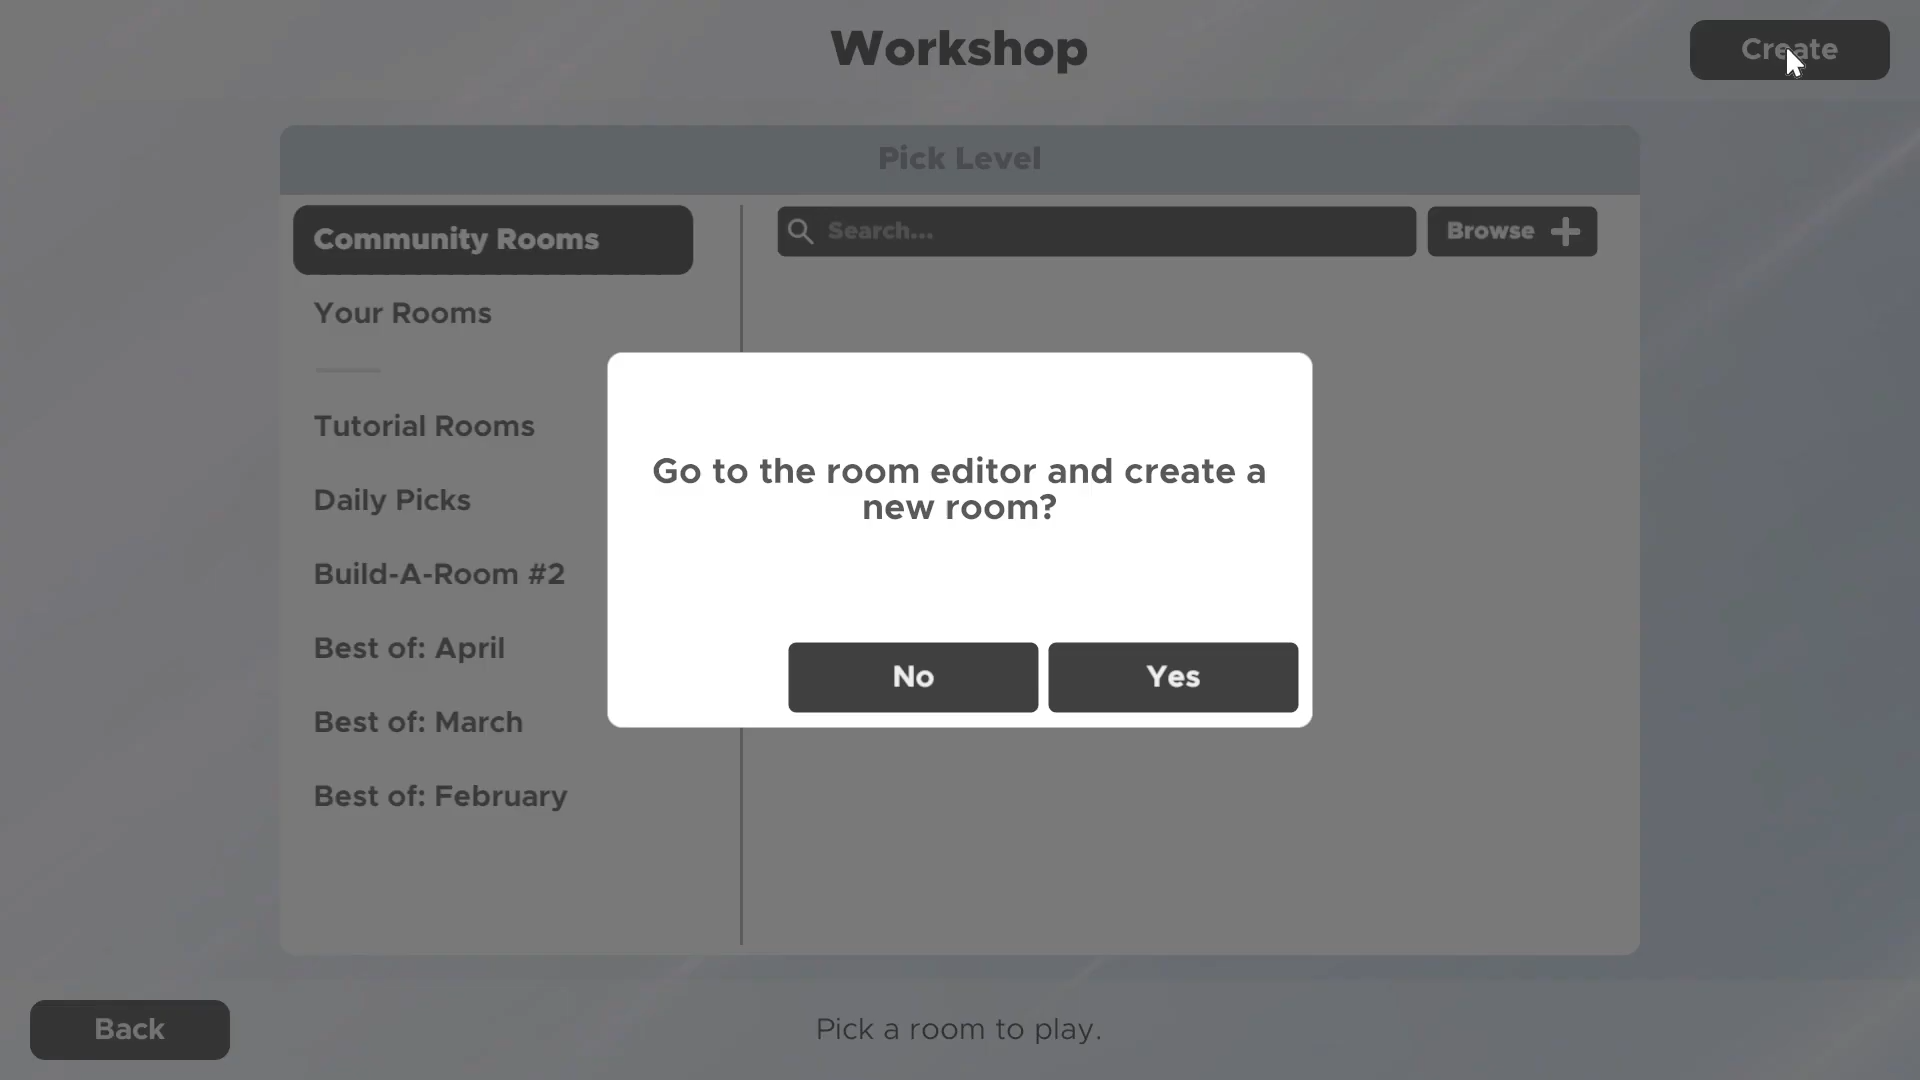 Workshop
Create
Pick Level
Community Rooms
Search...
Browse
Your Rooms
Tutorial Rooms
Daily Picks
Build-A-Room #2
Best of: April
Best of: March
Best of: February
Go to the room editor and create a
new room?
No
Yes
Back
Pick a room to play.